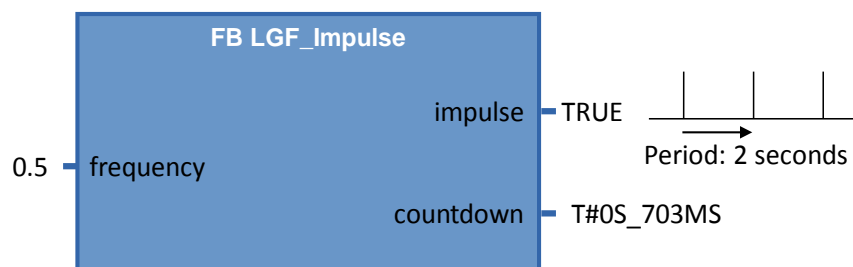 FB LGF_Impulse
impulse
TRUE
Period: 2 seconds
0.5
frequency
countdown
T#0S_703MS